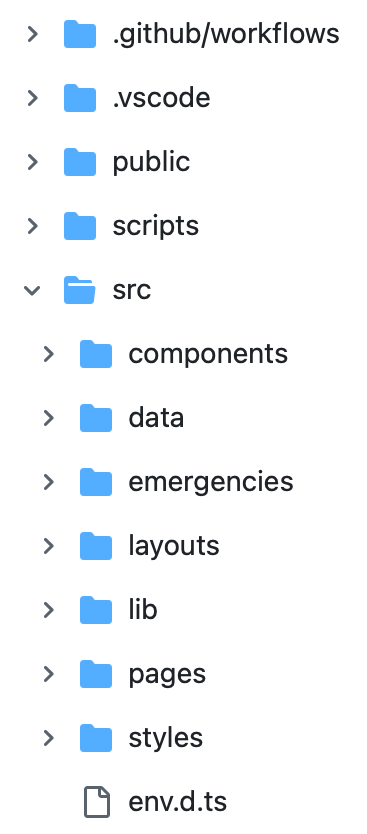 .github/workflows
.vscode
public
scripts
src
components
data
emergencies
layouts
lib
pages
styles
env.d.ts